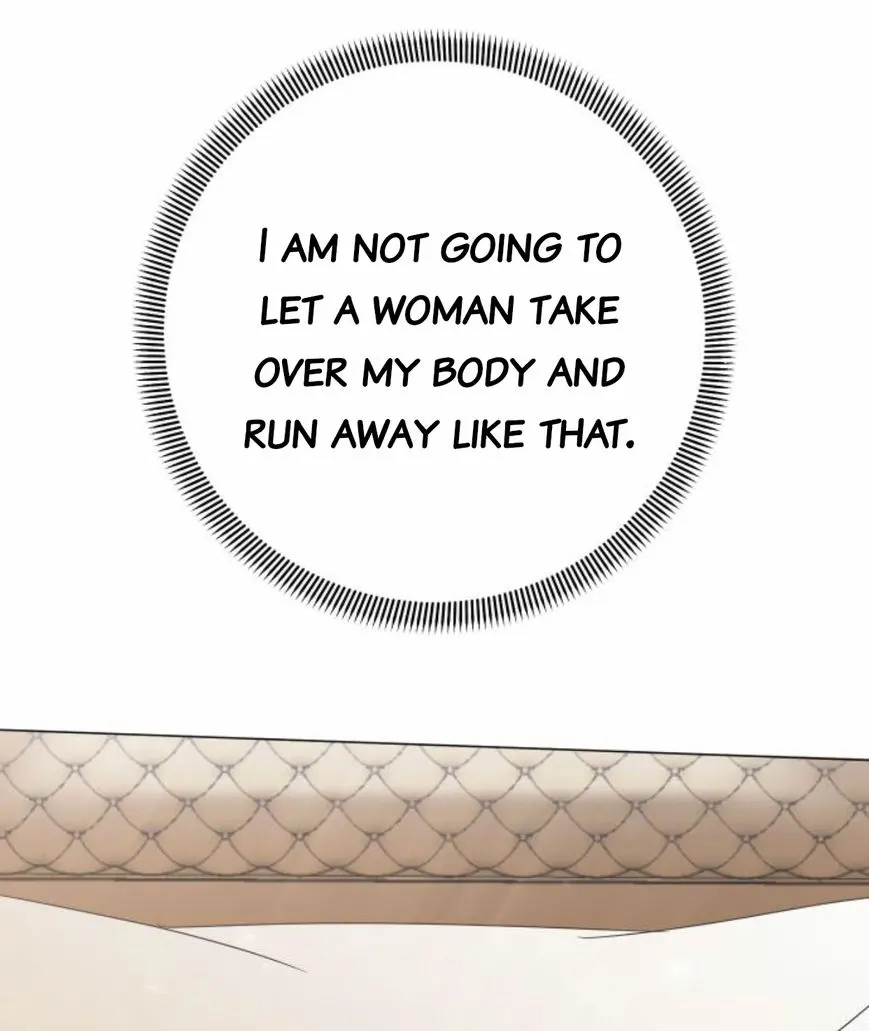 I AM NOT GOING TO
LET A WOMAN TAKE
OVER MY BODY AND
RUN AWAY LIKE THAT.